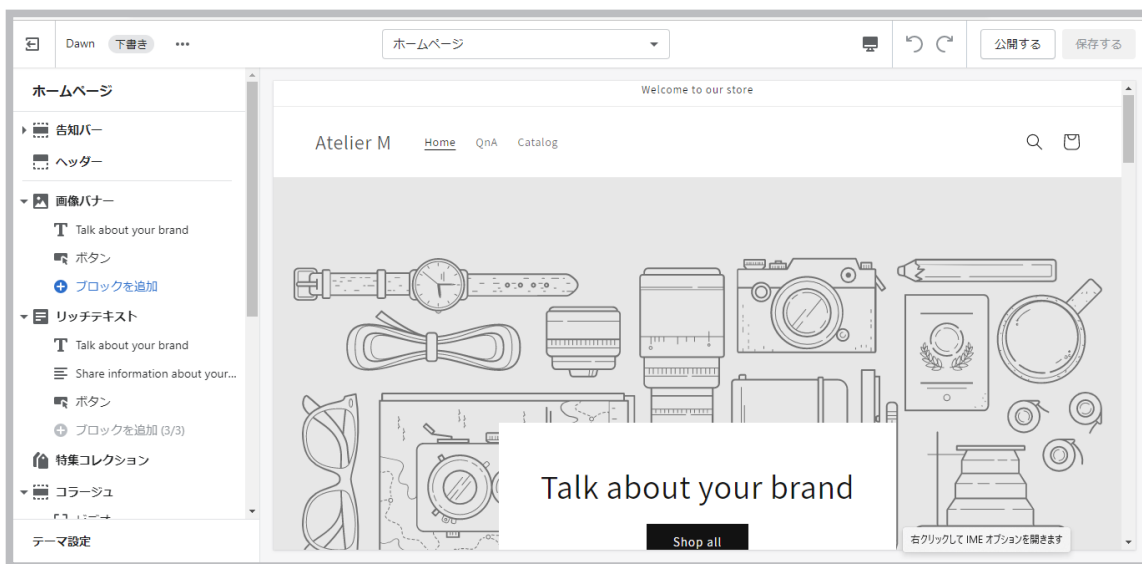 Dawn 下書き
ホームページ
公開する
保存する
ホームページ
告知バー
ヘッダー
画像バナー
Talk about your brand
ボタン
ブロックを追加
リッチテキスト
Talk about your brand
Share information about your...
ボタン
ブロックを追加 (3/3)
特集コレクション
コラージュ
テーマ設定
Welcome to our store
Atelier M Home QnA Catalog
Talk about your brand
Shop all
右クリックして IME オプションを開きます